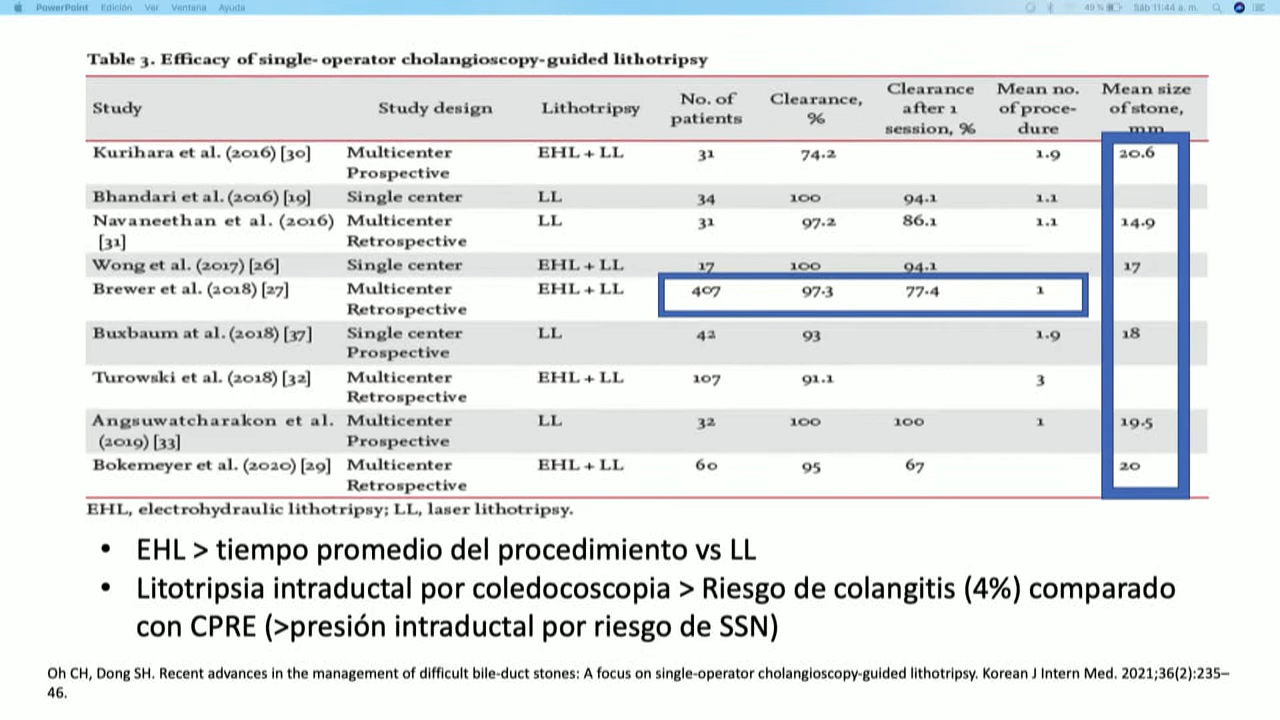 PowerPoint Edición Ver Ventana Ayuda 49 % Sáb 11:44 a. m.
Table 3. Efficacy of single- operator cholangioscopy-guided lithotripsy
Study Study design Lithotripsy No. of patients Clearance, % Clearance after 1 session, % Mean no. of proce- dure Mean size of stone, mm
Kurihara et al. (2016) [30] Multicenter EHL + LL 31 74.2 1.9 20.6
Prospective
Bhandari et al. (2016) [19] Single center LL 34 100 94.1 1.1
Navaneethan et al. (2016) Multicenter LL 31 97.2 86.1 1.1 14.9
[31] Retrospective
Wong et al. (2017) [26] Single center EHL + LL 17 100 94.1 17
Brewer et al. (2018) [27] Multicenter EHL + LL 407 97.3 77.4 1
Retrospective
Buxbaum at al. (2018) [37] Single center LL 42 93 1.9 18
Prospective
Turowski et al. (2018) [32] Multicenter EHL + LL 107 91.1 3
Retrospective
Angsuwatcharakon et al. Multicenter LL 32 100 100 1 19.5
(2019) [33] Prospective
Bokemeyer et al. (2020) [29] Multicenter EHL + LL 60 95 67 20
Retrospective
EHL, electrohydraulic lithotripsy; LL, laser lithotripsy.
• EHL > tiempo promedio del procedimiento vs LL
• Litotripsia intraductal por coledocoscopia > Riesgo de colangitis (4%) comparado
con CPRE (>presión intraductal por riesgo de SSN)
Oh CH, Dong SH. Recent advances in the management of difficult bile-duct stones: A focus on single-operator cholangioscopy-guided lithotripsy. Korean J Intern Med. 2021;36(2):235–
46.